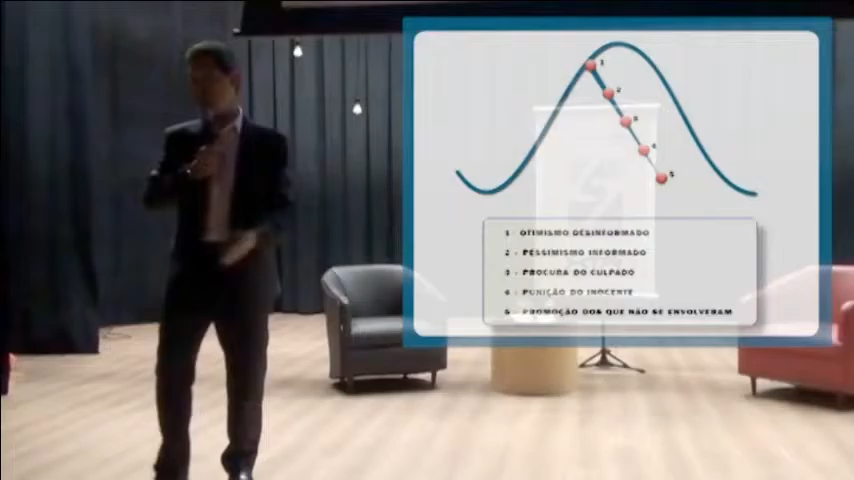 1
2
3
4
5
1 - OTIMISMO DESINFORMADO
2 - PESSIMISMO INFORMADO
3 - PROCURA DO CULPADO
4 - PUNIÇÃO DO INOCENTE
5 - PROMOÇÃO DOS QUE NÃO SE ENVOLVERAM